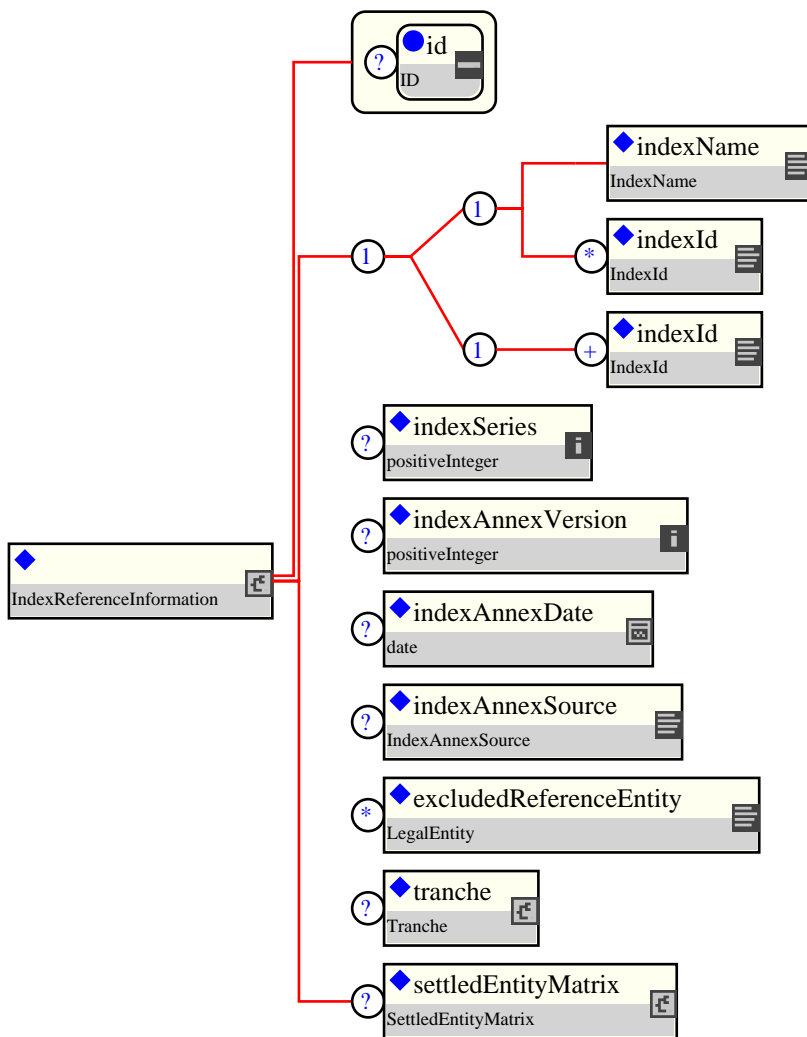 ?
id
ID
indexName
IndexName
1
1
*
indexId
IndexId
1
+
indexId
IndexId
?
indexSeries
positiveInteger
i
?
indexAnnexVersion
positiveInteger
i
IndexReferenceInformation
?
indexAnnexDate
date
?
indexAnnexSource
IndexAnnexSource
*
excludedReferenceEntity
LegalEntity
?
tranche
Tranche
?
settledEntityMatrix
SettledEntityMatrix